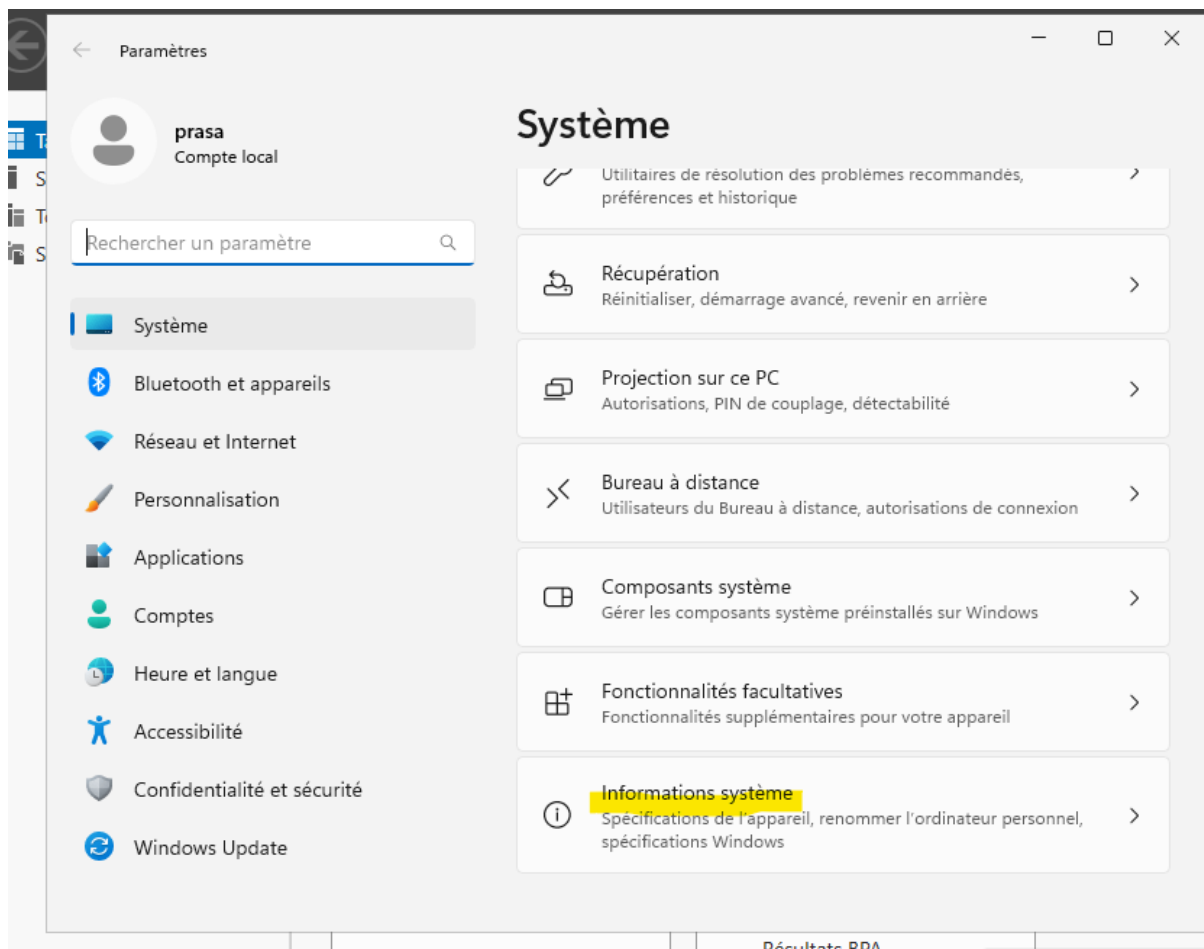 Paramètres
prasa
Compte local
Rechercher un paramètre
Système
Bluetooth et appareils
Réseau et Internet
Personnalisation
Applications
Comptes
Heure et langue
Accessibilité
Confidentialité et sécurité
Windows Update
Système
Utilitaires de résolution des problèmes recommandés,
préférences et historique
Récupération
Réinitialiser, démarrage avancé, revenir en arrière
Projection sur ce PC
Autorisations, PIN de couplage, détectabilité
Bureau à distance
Utilisateurs du Bureau à distance, autorisations de connexion
Composants système
Gérer les composants système préinstallés sur Windows
Fonctionnalités facultatives
Fonctionnalités supplémentaires pour votre appareil
Informations système
Spécifications de l'appareil, renommer l'ordinateur personnel,
spécifications Windows
Résultats BPA